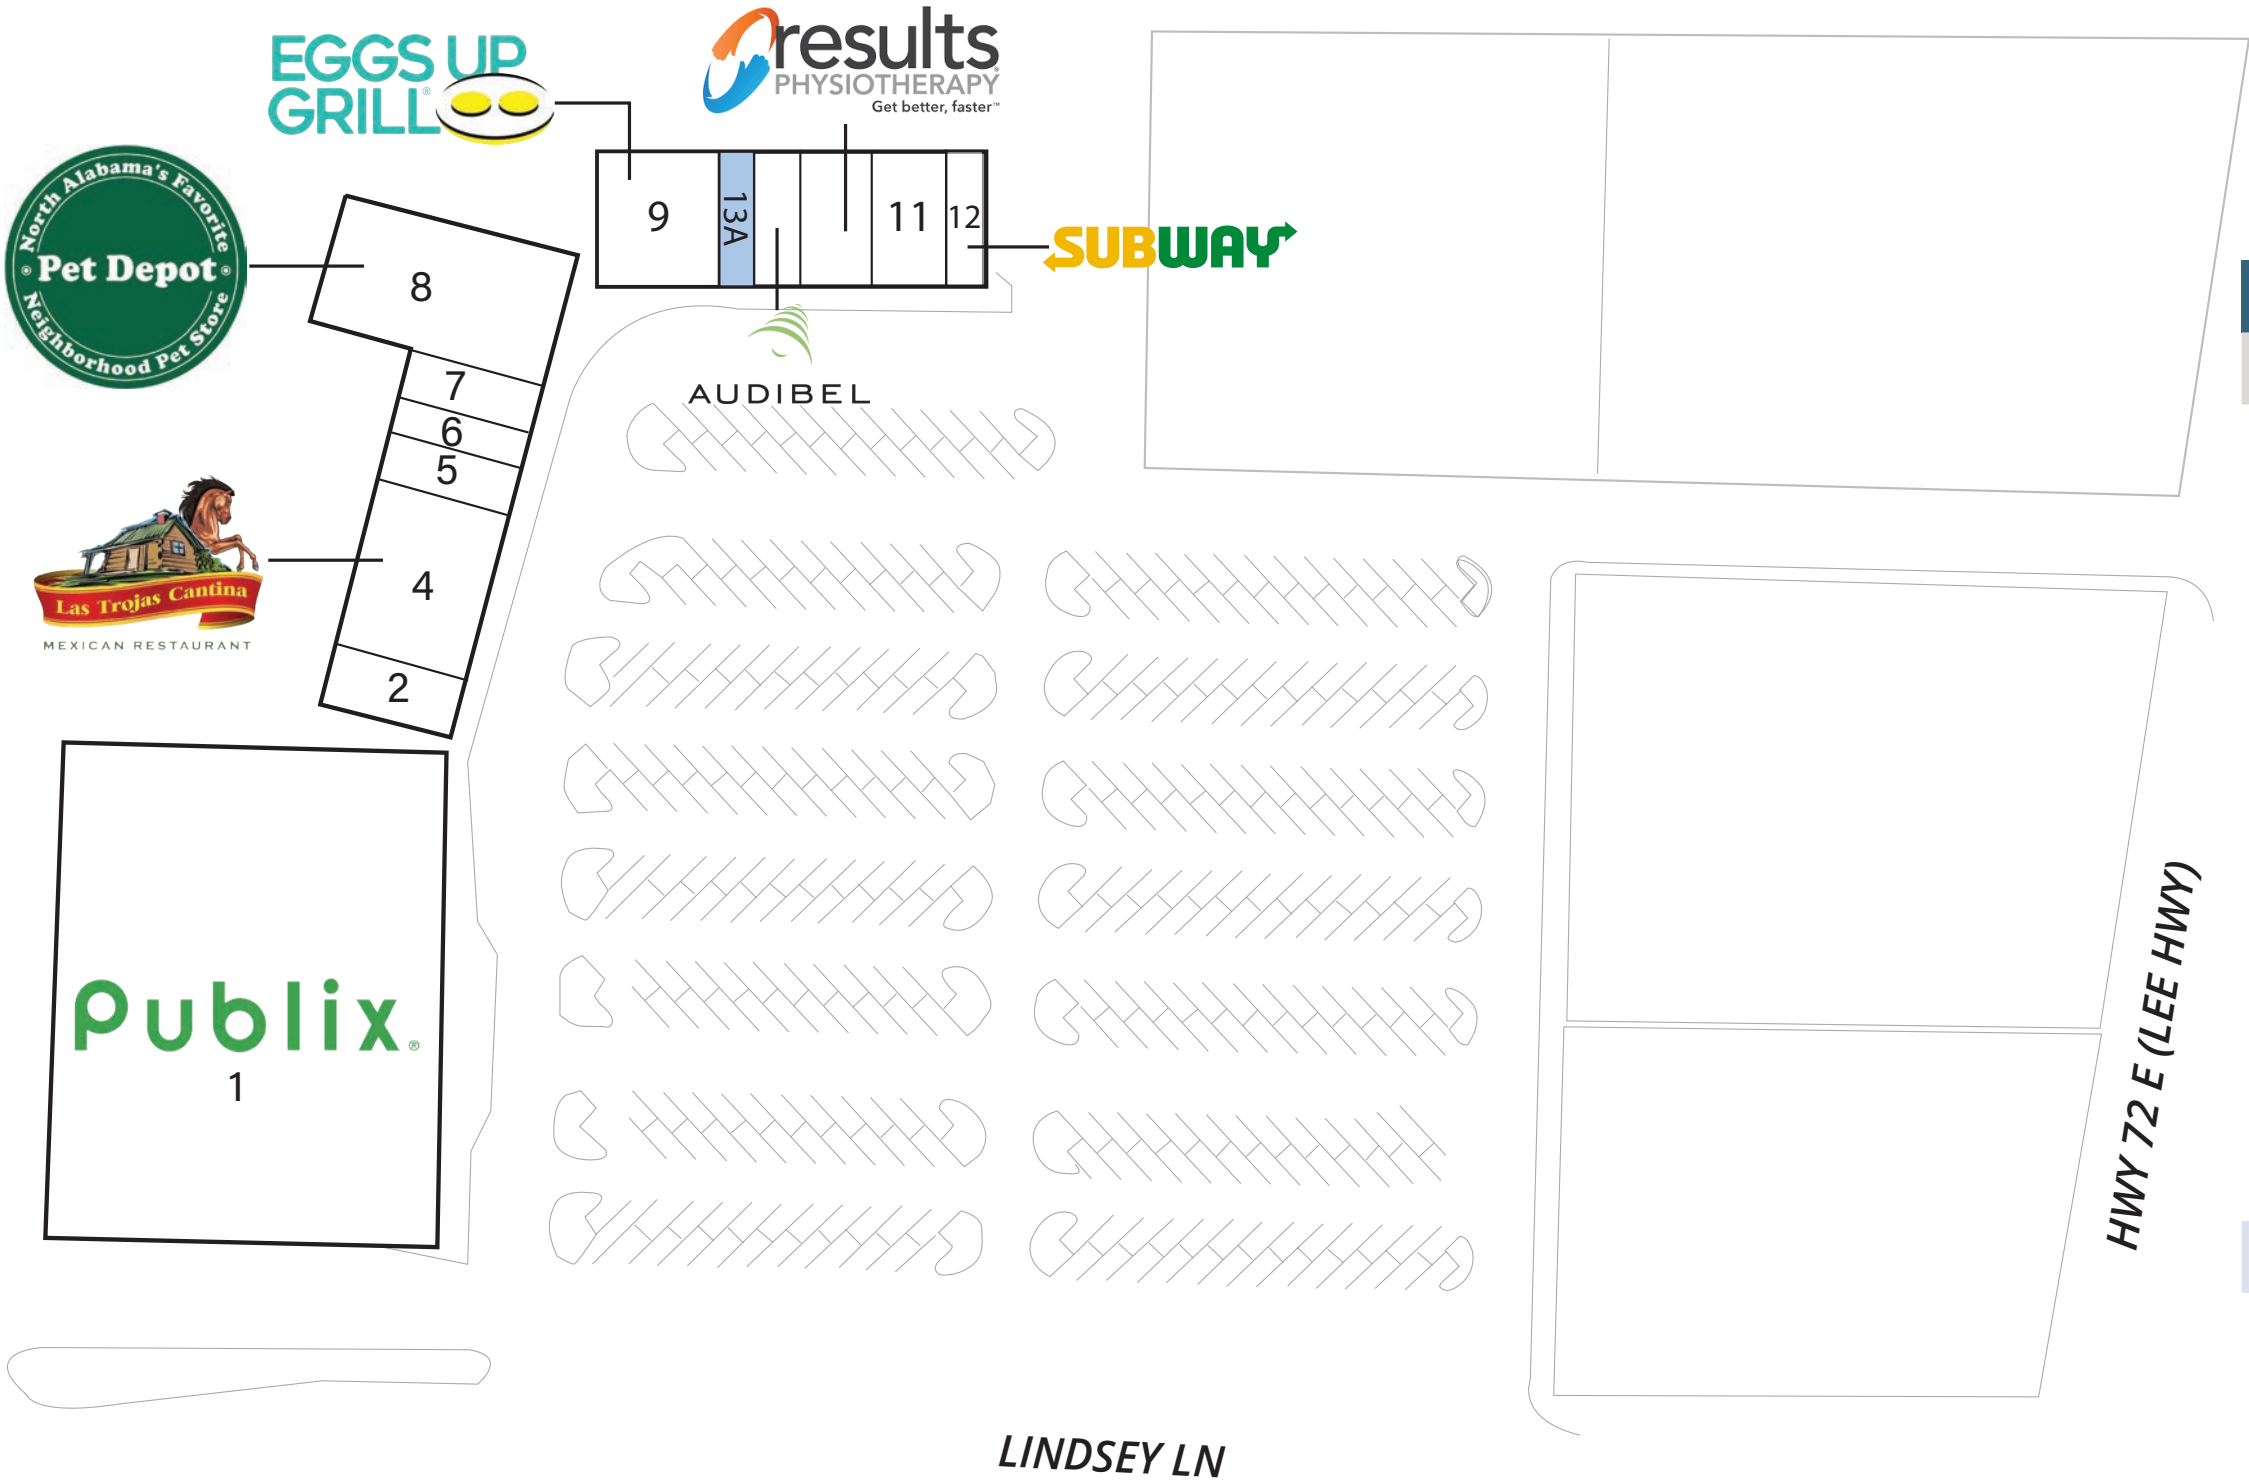 EGGS UP
GRILL®
results
PHYSIOTHERAPY
Get better, faster™
North Alabama's Favorite
Pet Depot
Neighborhood Pet Store
8
9
13A
11
12
SUBWAY
AUDIBEL
7
6
5
4
2
Las Trojas Cantina
MEXICAN RESTAURANT
Publix®
1
HWY 72 E (LEE HWY)
LINDSEY LN